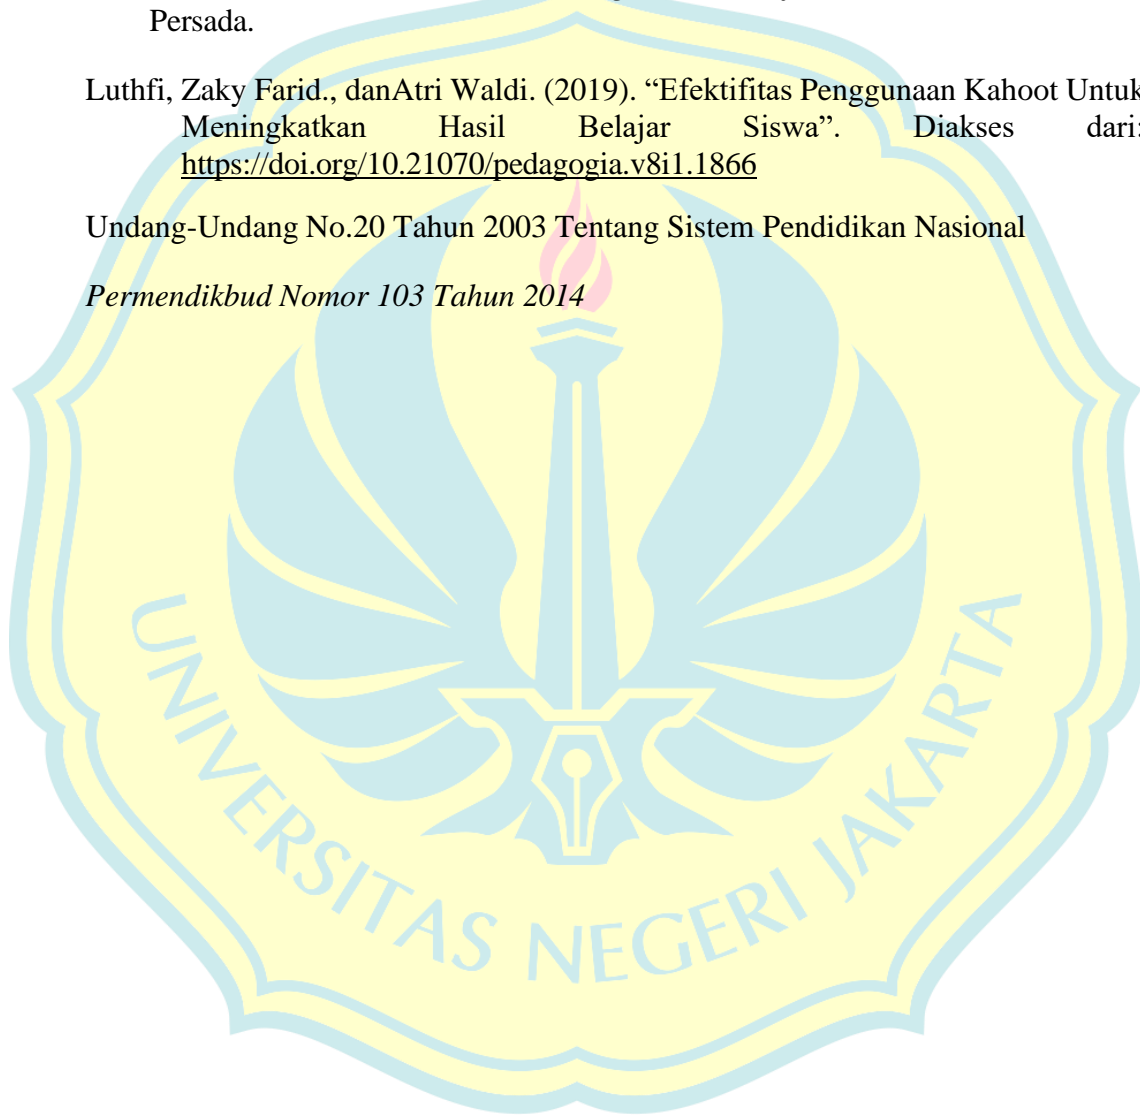 Persada.
Luthfi, Zaky Farid., danAtri Waldi. (2019). “Efektifitas Penggunaan Kahoot Untuk
Meningkatkan Hasil Belajar Siswa”. Diakses dari:
https://doi.org/10.21070/pedagogia.v8i1.1866
Undang-Undang No.20 Tahun 2003 Tentang Sistem Pendidikan Nasional
Permendikbud Nomor 103 Tahun 2014
UNIVERSITAS NEGERI JAKARTA